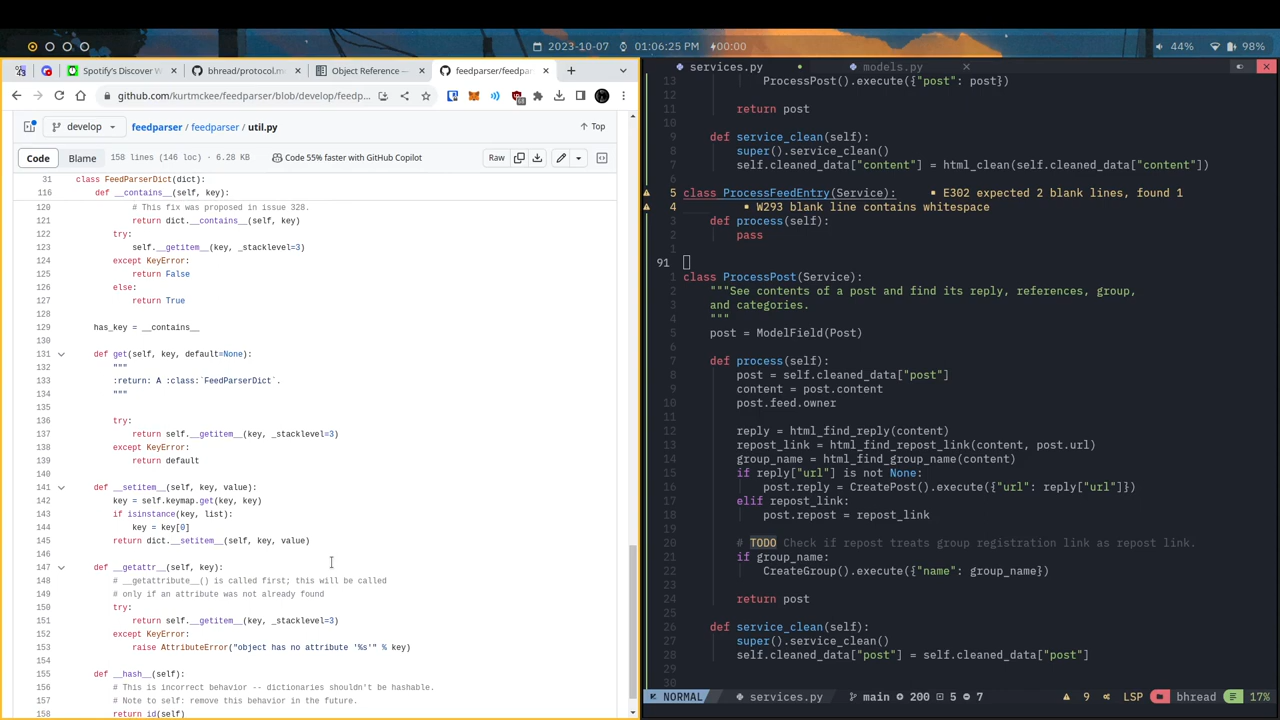 2023-10-07 01:06:25 PM 00:00 44% 98%
Spotify's Discover W
bhread/protocol.mc
Object Reference —
feedparser/feedpar
github.com/kurtmckee/feedparser/blob/develop/feedp...
develop feedparser / feedparser / util.py Top
Code Blame 158 lines (146 loc) · 6.28 KB Code 55% faster with GitHub Copilot Raw
31 class FeedParserDict(dict):
116 def __contains__(self, key):
120 # This fix was proposed in issue 328.
121 return dict.__contains__(self, key)
122 try:
123 self.__getitem__(key, _stacklevel=3)
124 except KeyError:
125 return False
126 else:
127 return True
128
129 has_key = __contains__
130
131 def get(self, key, default=None):
132 """
133 :return: A :class:`FeedParserDict`.
134 """
135
136 try:
137 return self.__getitem__(key, _stacklevel=3)
138 except KeyError:
139 return default
140
141 def __setitem__(self, key, value):
142 key = self.keymap.get(key, key)
143 if isinstance(key, list):
144 key = key[0]
145 return dict.__setitem__(self, key, value)
146
147 def __getattr__(self, key):
148 # __getattribute__() is called first; this will be called
149 # only if an attribute was not already found
150 try:
151 return self.__getitem__(key, _stacklevel=3)
152 except KeyError:
153 raise AttributeError("object has no attribute '%s'" % key)
154
155 def __hash__(self):
156 # This is incorrect behavior -- dictionaries shouldn't be hashable.
157 # Note to self: remove this behavior in the future.
158 return id(self)
services.py models.py
13 ProcessPost().execute({"post": post})
12
11 return post
10
9 def service_clean(self):
8 super().service_clean()
7 self.cleaned_data["content"] = html_clean(self.cleaned_data["content"])
6
5 class ProcessFeedEntry(Service): E302 expected 2 blank lines, found 1
4 W293 blank line contains whitespace
3 def process(self):
2 pass
1
91
1 class ProcessPost(Service):
2 """See contents of a post and find its reply, references, group,
3 and categories.
4 """
5 post = ModelField(Post)
6
7 def process(self):
8 post = self.cleaned_data["post"]
9 content = post.content
10 post.feed.owner
11
12 reply = html_find_reply(content)
13 repost_link = html_find_repost_link(content, post.url)
14 group_name = html_find_group_name(content)
15 if reply["url"] is not None:
16 post.reply = CreatePost().execute({"url": reply["url"]})
17 elif repost_link:
18 post.repost = repost_link
19
20 # TODO Check if repost treats group registration link as repost link.
21 if group_name:
22 CreateGroup().execute({"name": group_name})
23
24 return post
25
26 def service_clean(self):
27 super().service_clean()
28 self.cleaned_data["post"] = self.cleaned_data["post"]
29
30
NORMAL services.py main 200 5 7 LSP bhread 17%